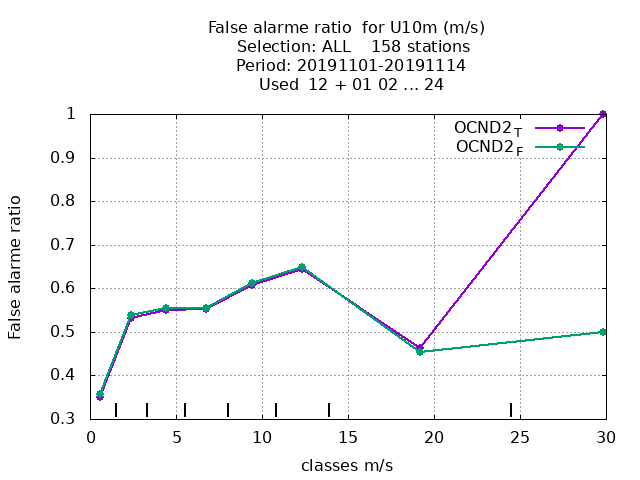 False alarme ratio  for U10m (m/s)
Selection: ALL    158 stations
Period: 20191101-20191114
Used  12 + 01 02 ... 24
OCND2T
OCND2F
1
0.9
0.8
0.7
0.6
0.5
0.4
0.3
False alarme ratio
0 5 10 15 20 25 30
classes m/s